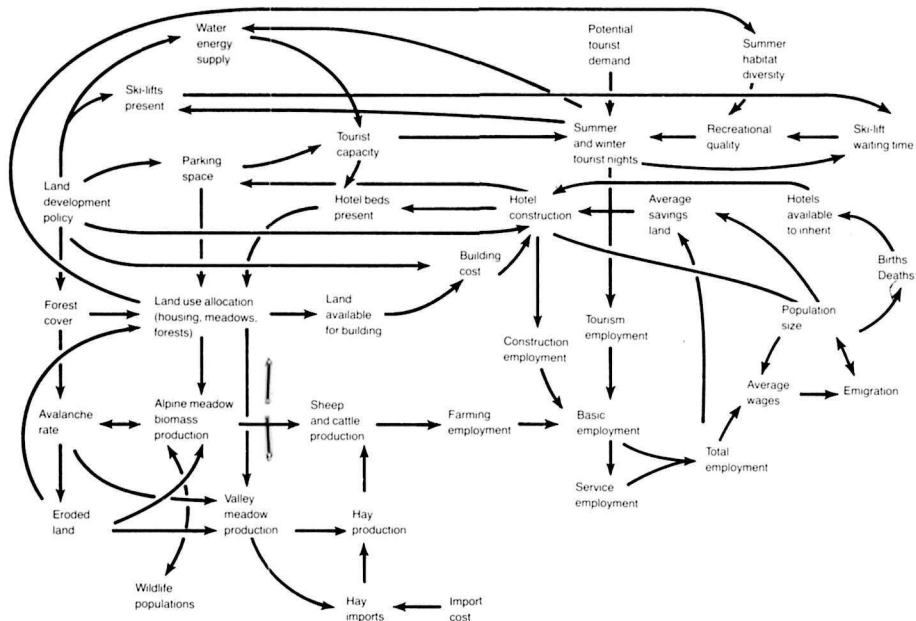 Water
energy
supply
Potential
tourist
demand
Summer
habitat
diversity
Ski-lifts
present
Tourist
capacity
Summer
and winter
tourist nights
Recreational
quality
Ski-lift
waiting time
Parking
space
Land
development
policy
Hotel beds
present
Hotel
construction
Average
savings
land
Hotels
available
to inherit
Building
cost
Births
Deaths
Forest
cover
Land use allocation
(housing, meadows,
forests)
Land
available
for building
Construction
employment
Tourism
employment
Population
size
Avalanche
rate
Alpine meadow
biomass
production
Sheep
and cattle
production
Farming
employment
Basic
employment
Average
wages
Emigration
Total
employment
Service
employment
Eroded
land
Valley
meadow
production
Hay
production
Wildlife
populations
Hay
imports
Import
cost